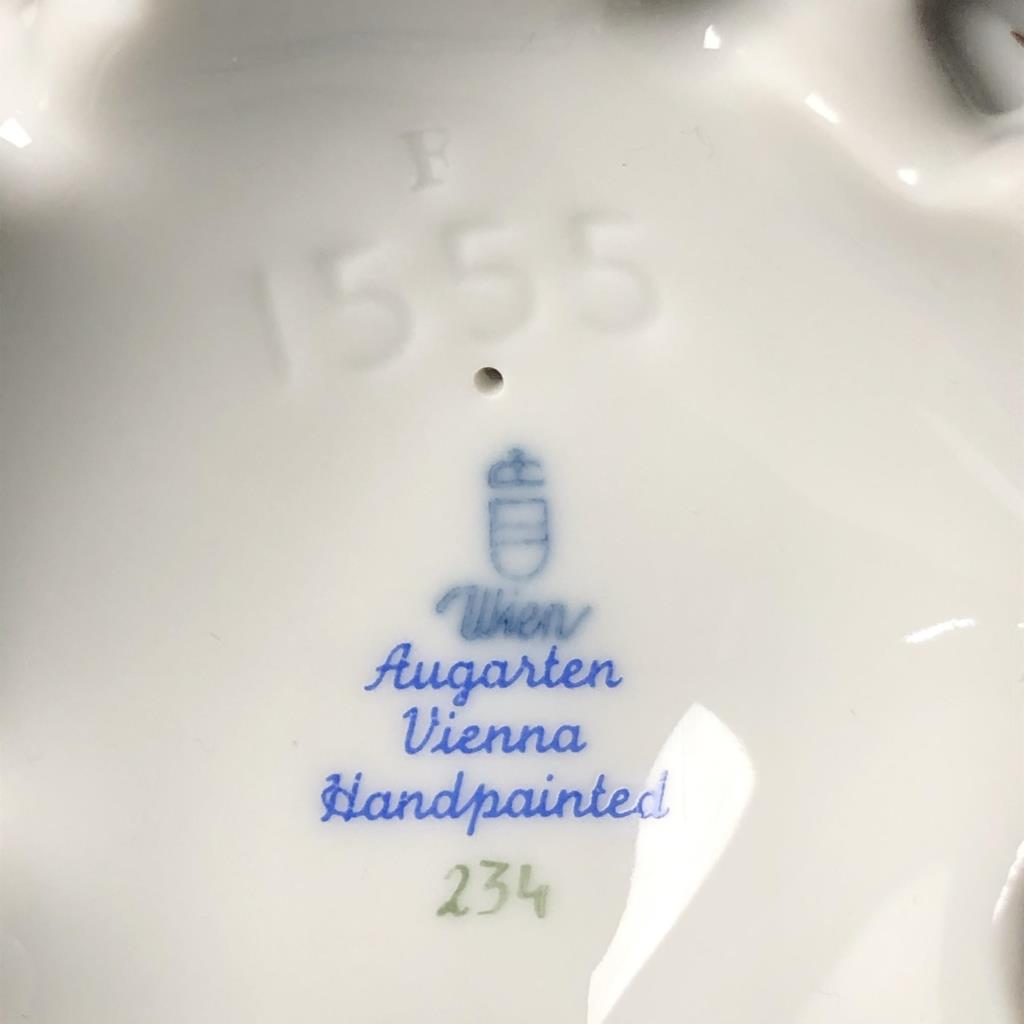 F
1555
Wien
Augarten
Vienna
Handpainted
234